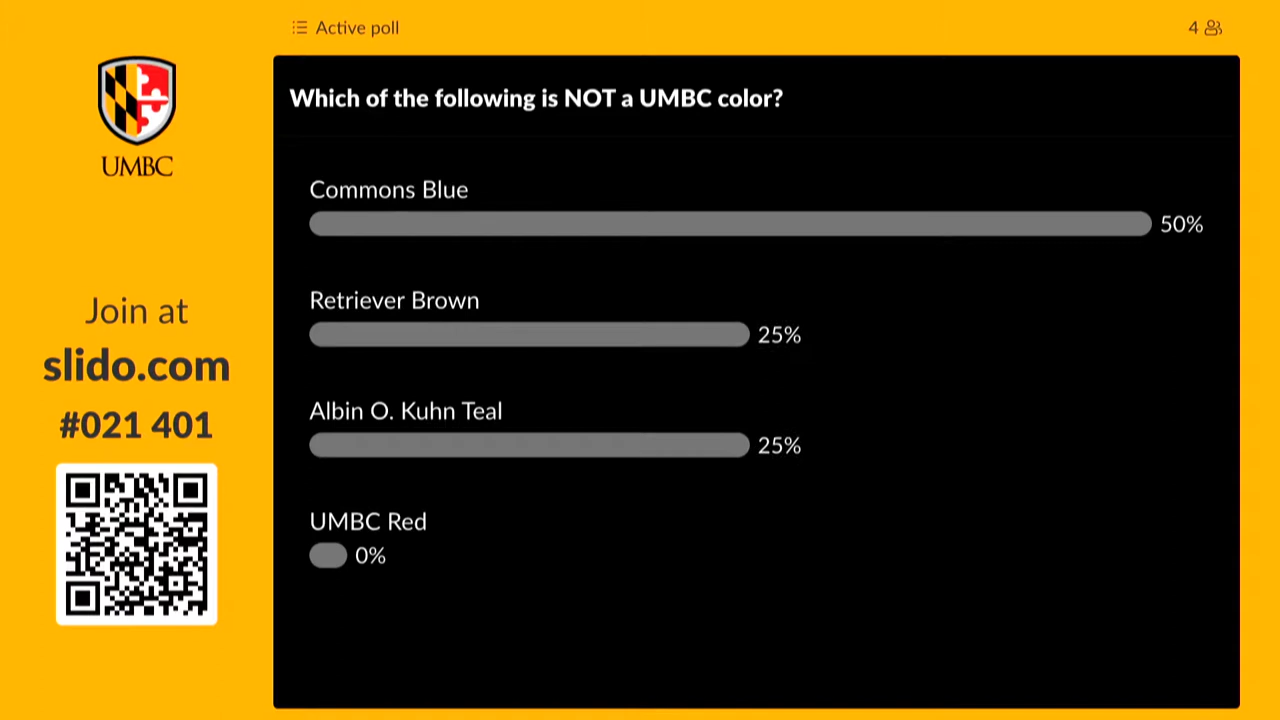 Active poll
4
UMBC
Join at
slido.com
#021 401
Which of the following is NOT a UMBC color?
Commons Blue
50%
Retriever Brown
25%
Albin O. Kuhn Teal
25%
UMBC Red
0%